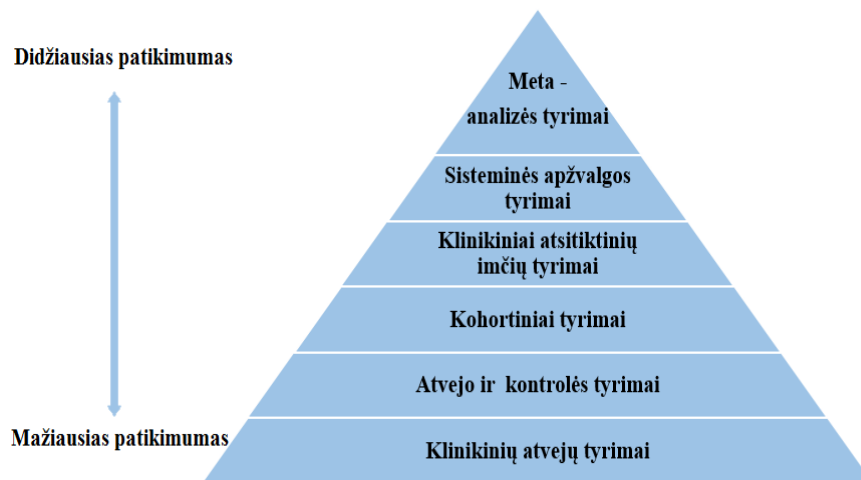 Didžiausias patikimumas
Meta -
analizės tyrimai
Sisteminės apžvalgos
tyrimai
Klinikiniai atsitiktinių
imčių tyrimai
Kohortiniai tyrimai
Atvejo ir kontrolės tyrimai
Mažiausias patikimumas
Klinikinių atvejų tyrimai